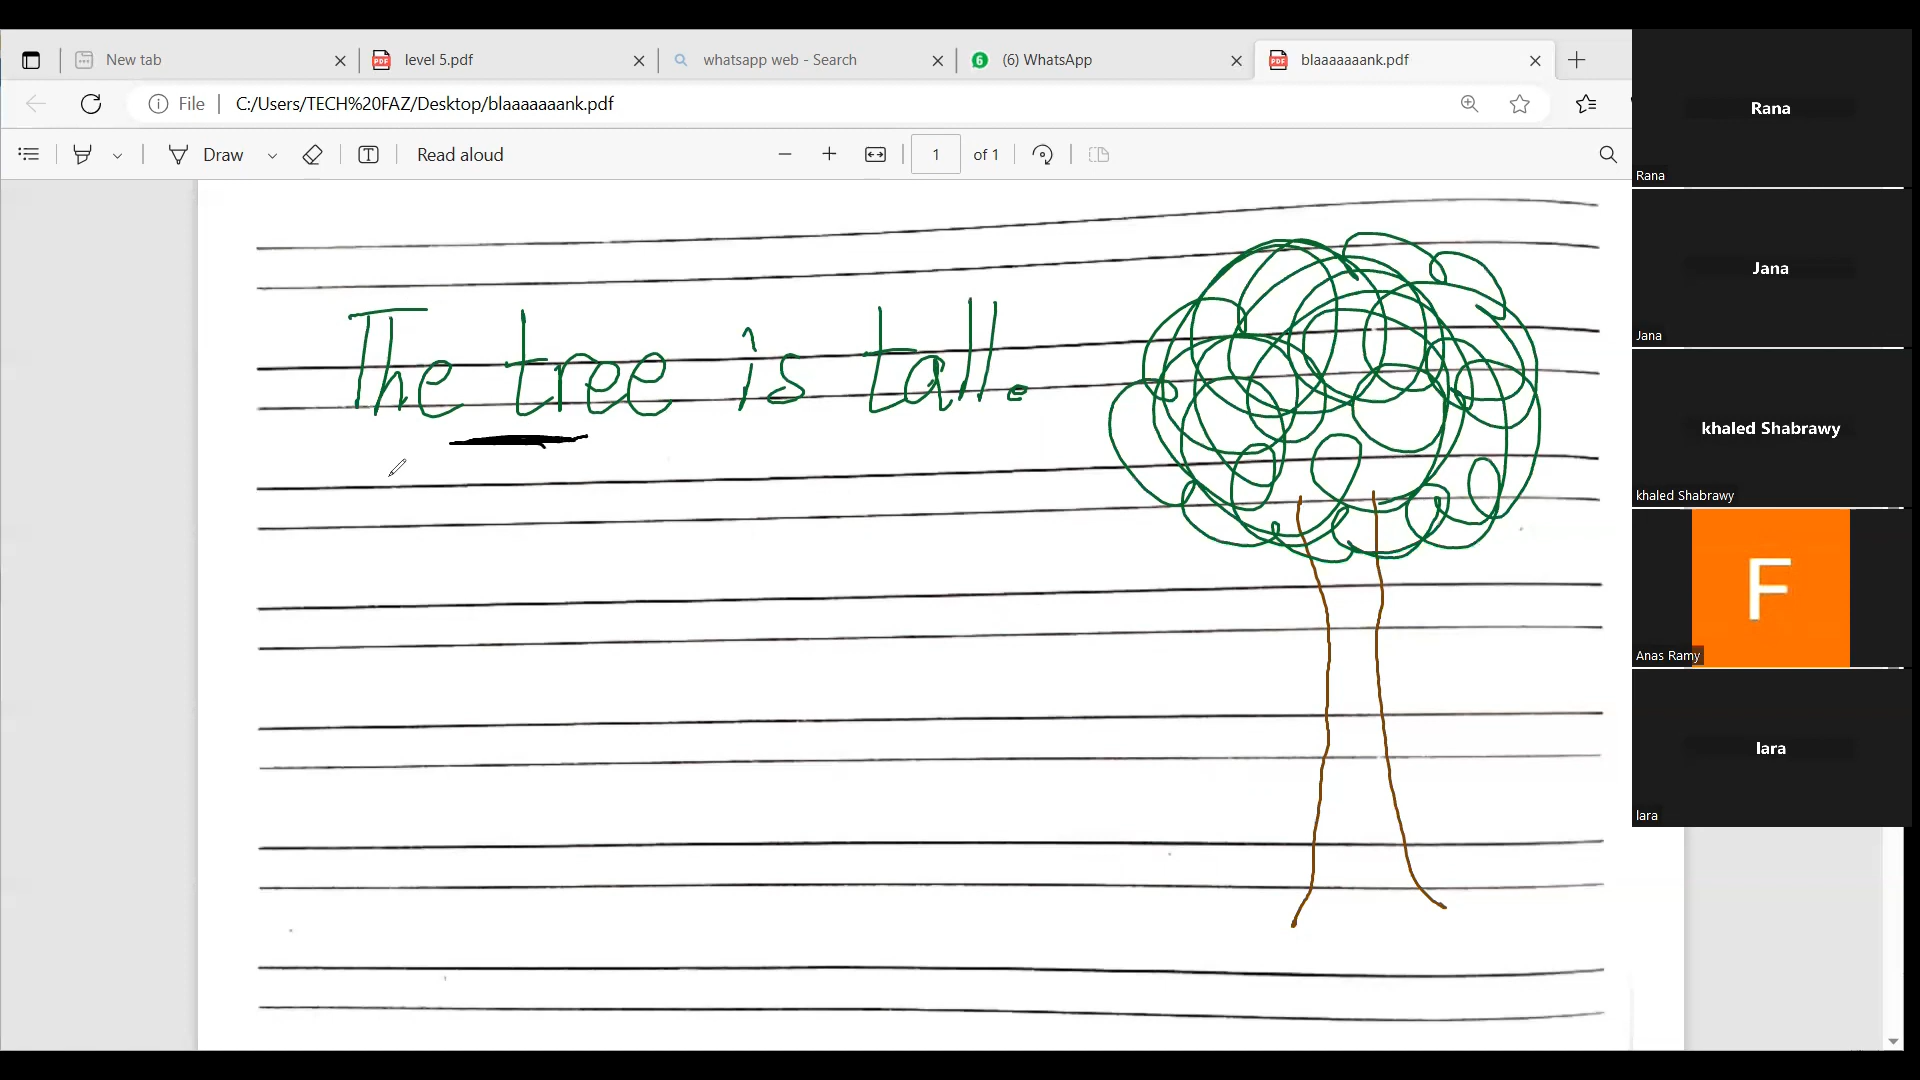 New tab
level 5.pdf
whatsapp web - Search
6
(6) WhatsApp
blaaaaaaank.pdf
File
C:/Users/TECH%20FAZ/Desktop/blaaaaaaank.pdf
Draw
T
Read aloud
1
of 1
The tree is tall.
Rana
Rana
Jana
Jana
khaled Shabrawy
khaled Shabrawy
F
Anas Ramy
lara
lara